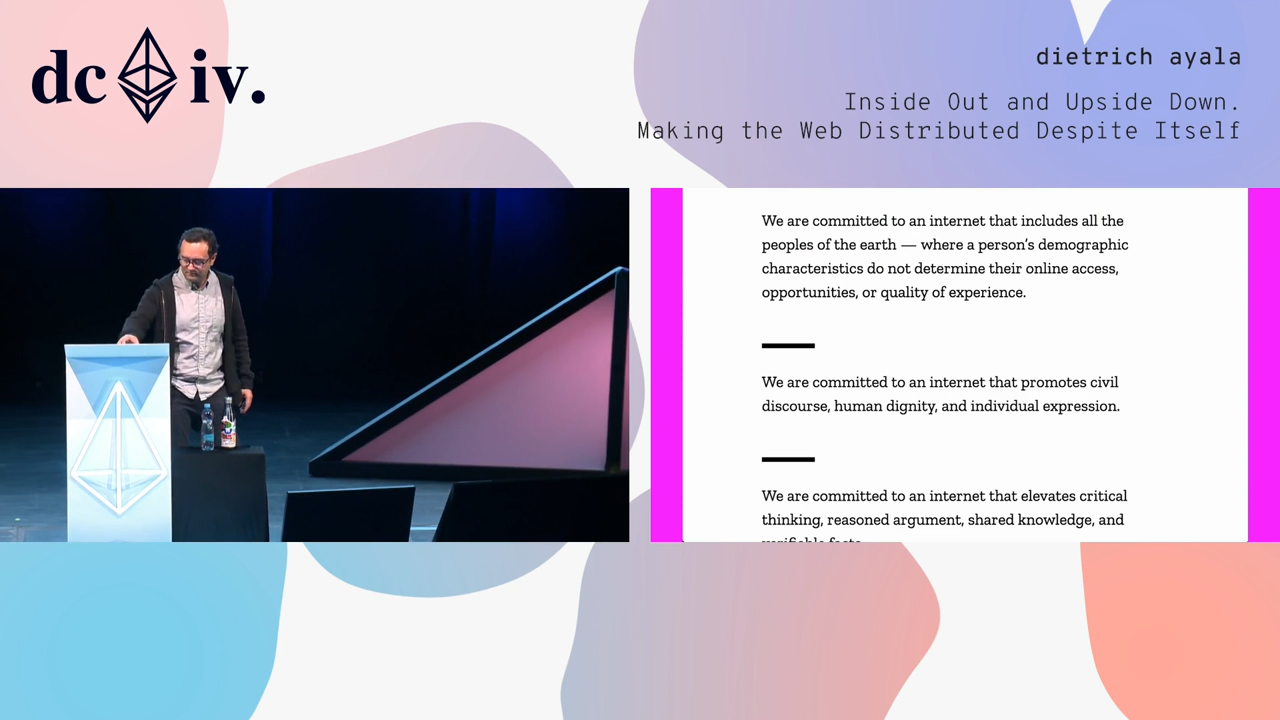 dc iv.
dietrich ayala
Inside Out and Upside Down.
Making the Web Distributed Despite Itself
We are committed to an internet that includes all the
peoples of the earth — where a person’s demographic
characteristics do not determine their online access,
opportunities, or quality of experience.
We are committed to an internet that promotes civil
discourse, human dignity, and individual expression.
We are committed to an internet that elevates critical
thinking, reasoned argument, shared knowledge, and
verifiable facts.